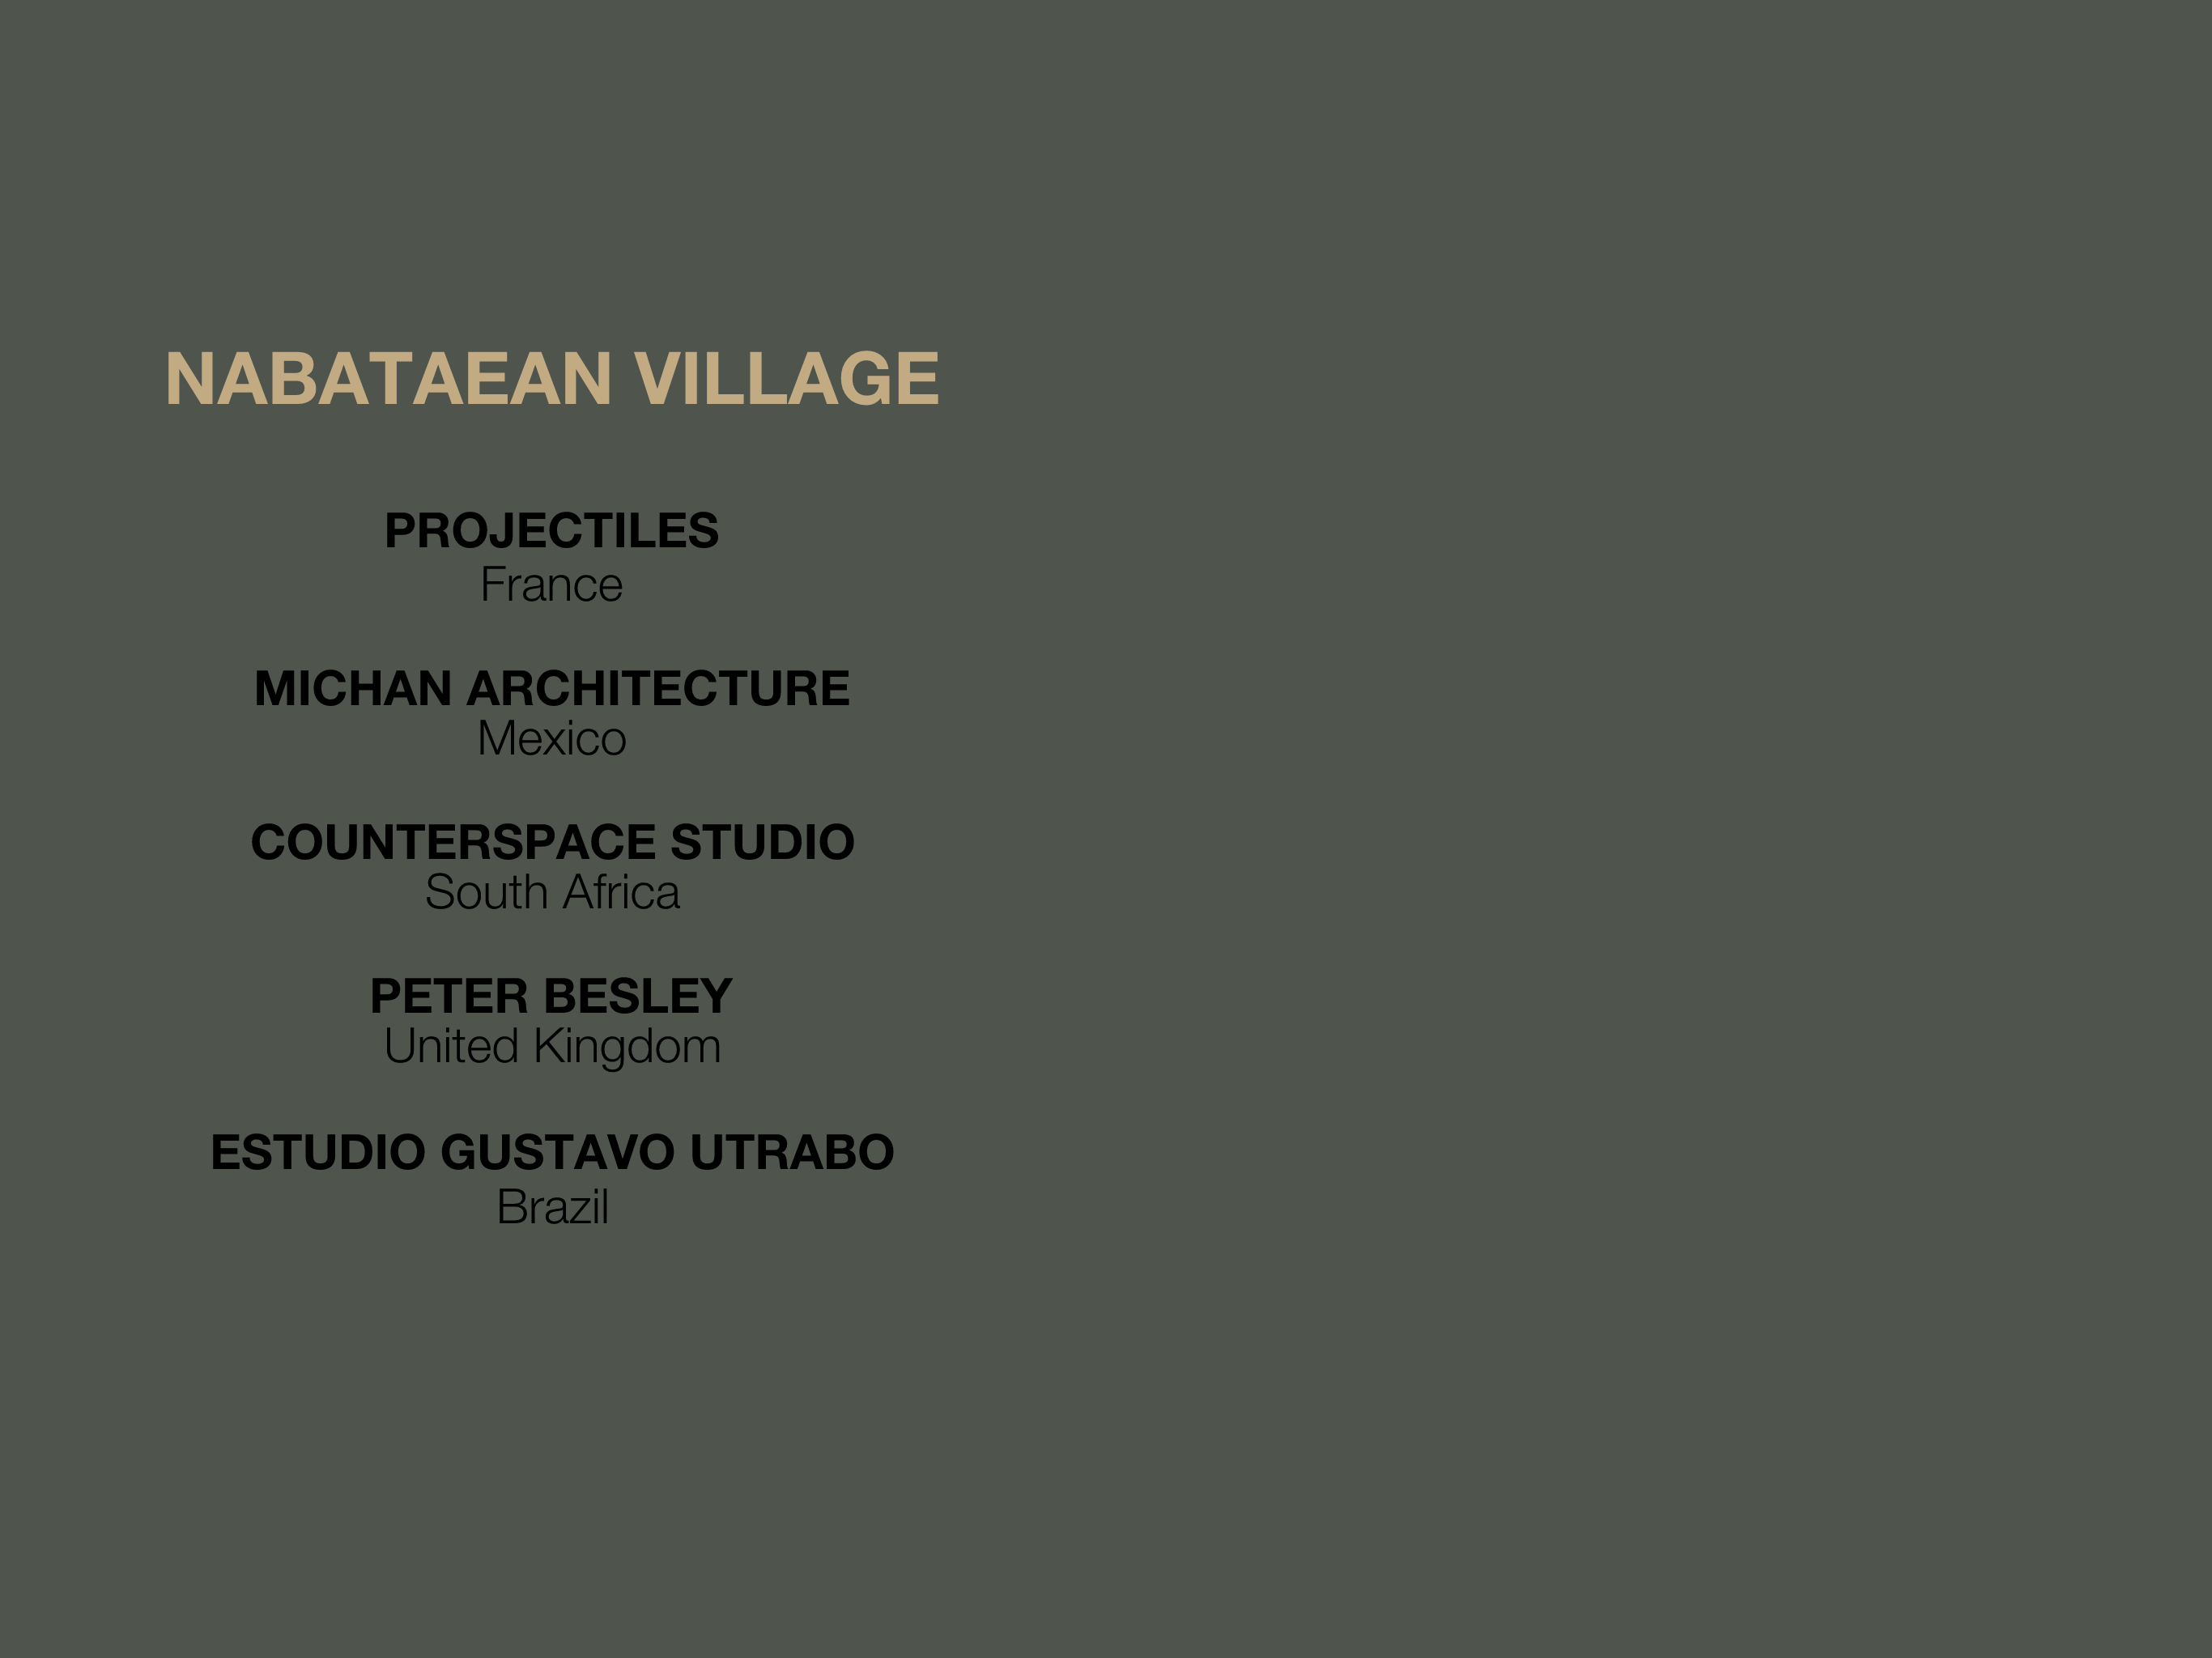 NABATAEAN VILLAGE
PROJECTILES
France
MICHAN ARCHITECTURE
Mexico
COUNTERSPACE STUDIO
South Africa
PETER BESLEY
United Kingdom
ESTUDIO GUSTAVO UTRABO
Brazil